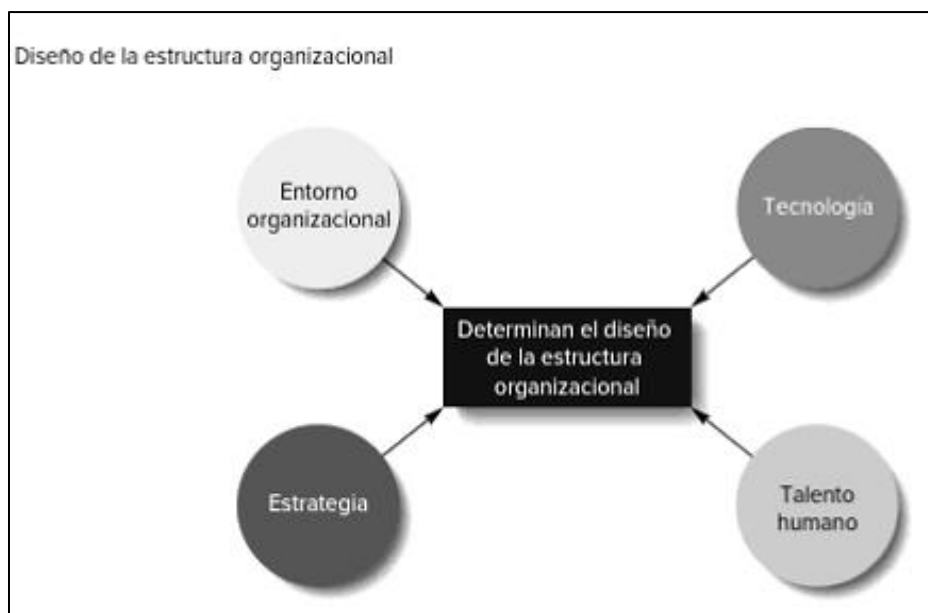 Diseño de la estructura organizacional
Entorno
organizacional
Tecnología
Determinan el diseño
de la estructura
organizacional
Estrategia
Talento
humano